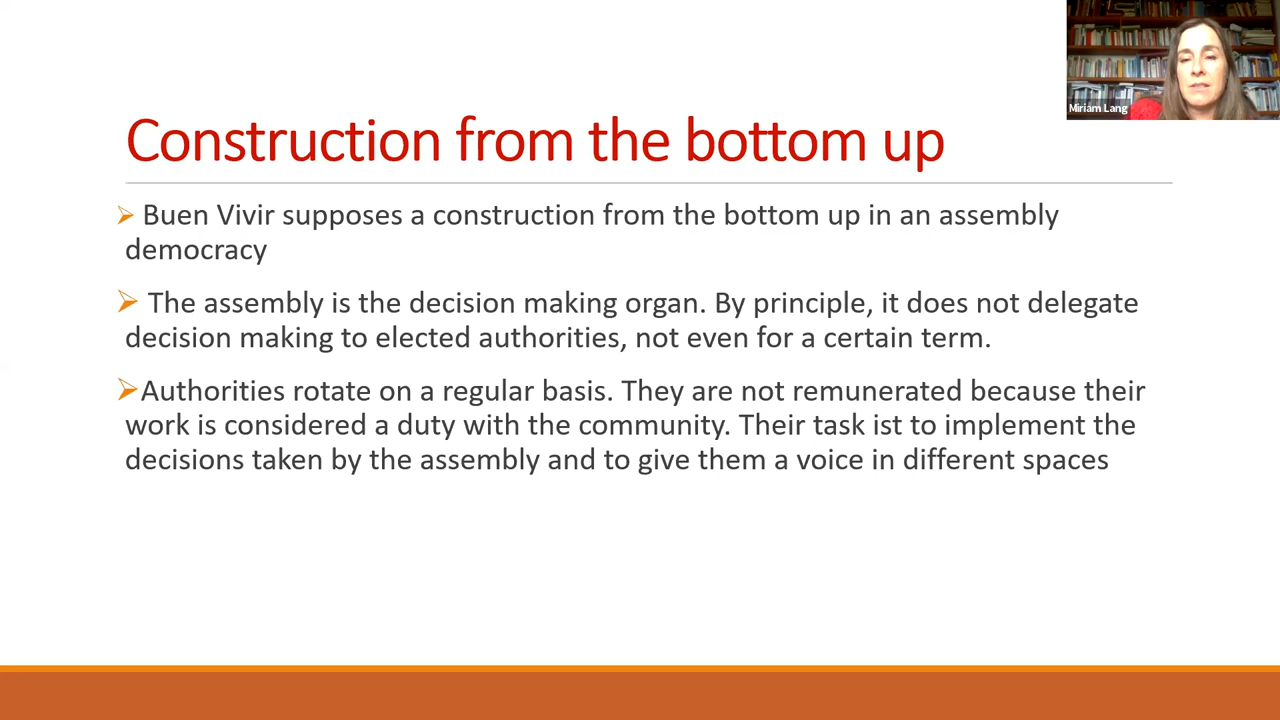 Miriam Lang
Construction from the bottom up
Buen Vivir supposes a construction from the bottom up in an assembly
democracy
The assembly is the decision making organ. By principle, it does not delegate
decision making to elected authorities, not even for a certain term.
Authorities rotate on a regular basis. They are not remunerated because their
work is considered a duty with the community. Their task ist to implement the
decisions taken by the assembly and to give them a voice in different spaces